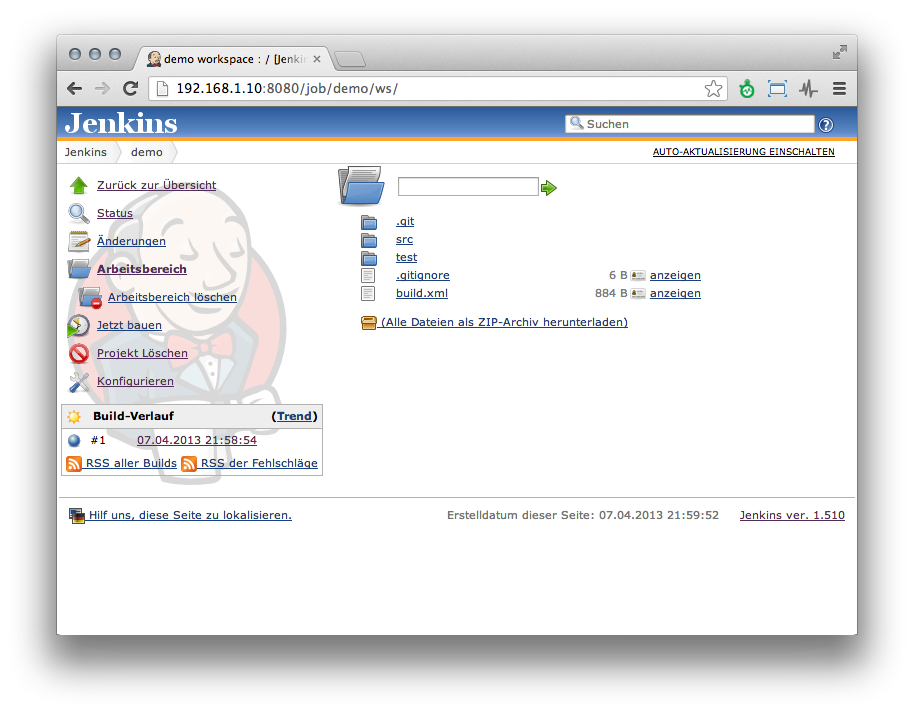 demo workspace : / [Jenki
192.168.1.10:8080/job/demo/ws/
Jenkins
Suchen
Jenkins demo
AUTO-AKTUALISIERUNG EINSCHALTEN
Zurück zur Übersicht
Status
Änderungen
Arbeitsbereich
Arbeitsbereich löschen
Jetzt bauen
Projekt Löschen
Konfigurieren
Build-Verlauf (Trend)
#1 07.04.2013 21:58:54
RSS aller Builds RSS der Fehlschläge
.git
src
test
.gitignore 6 B anzeigen
build.xml 884 B anzeigen
(Alle Dateien als ZIP-Archiv herunterladen)
Hilf uns, diese Seite zu lokalisieren. Erstelldatum dieser Seite: 07.04.2013 21:59:52 Jenkins ver. 1.510